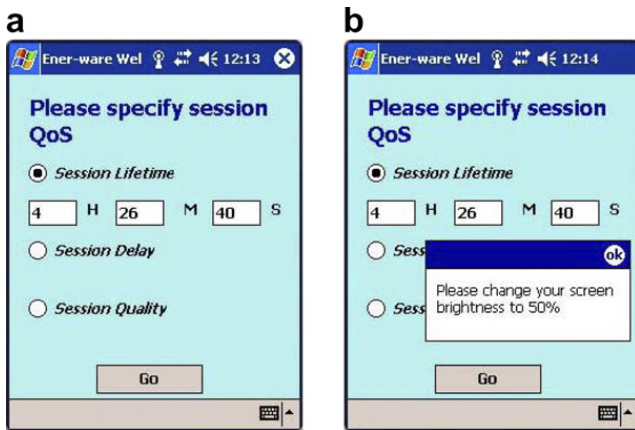 a
Ener-ware Wel 12:13
Please specify session
QoS
Session Lifetime
4 H 26 M 40 S
Session Delay
Session Quality
Go
b
Ener-ware Wel 12:14
Please specify session
QoS
Session Lifetime
4 H 26 M 40 S
Sess
ok
Please change your screen
brightness to 50%
Sess
Go